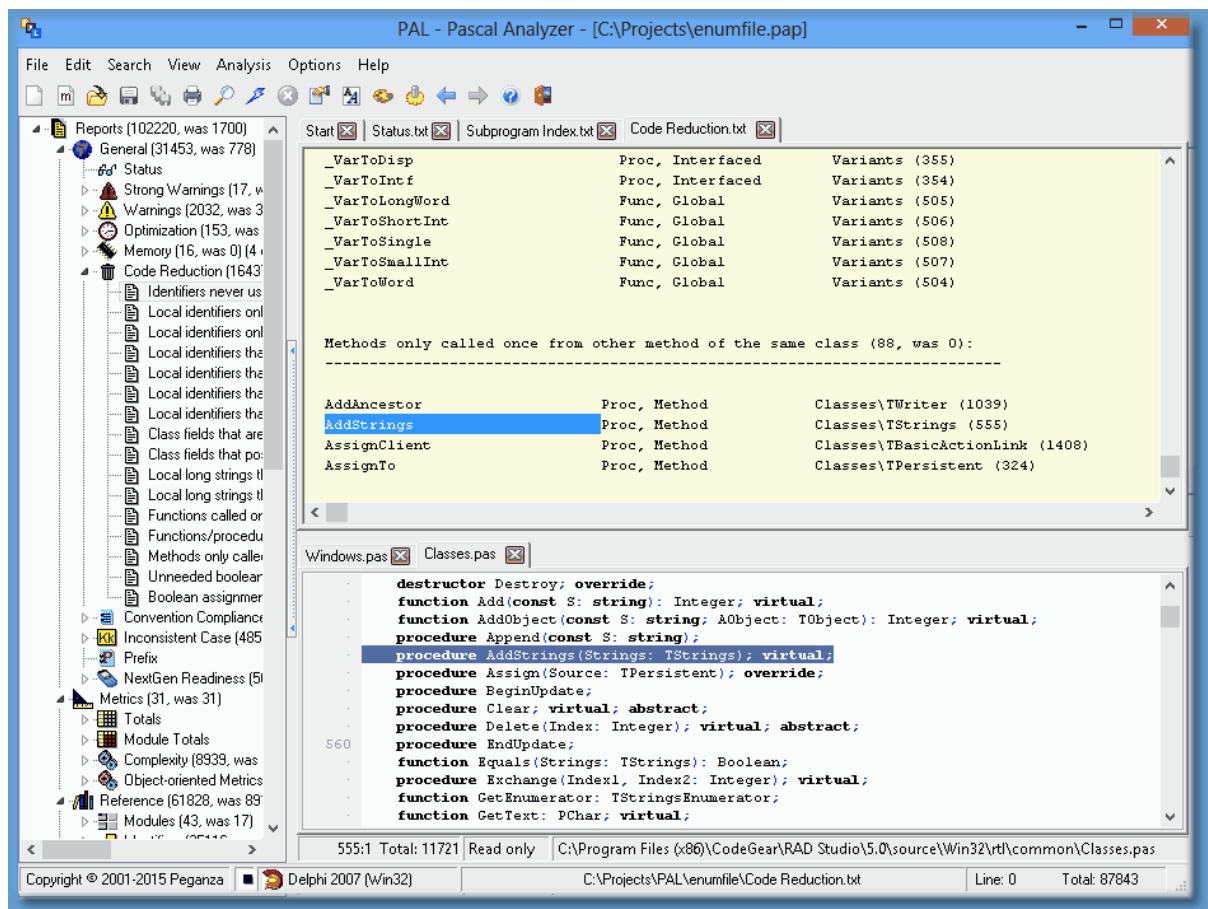 PAL - Pascal Analyzer - [C:\Projects\enumfile.pap]
File Edit Search View Analysis Options Help
Reports (102220, was 1700)
General (31453, was 778)
Status
Strong Warnings (17, w
Warnings (2032, was 3
Optimization (153, was
Memory (16, was 0) (4
Code Reduction (1643
Identifiers never us
Local identifiers onl
Local identifiers onl
Local identifiers tha
Local identifiers tha
Local identifiers tha
Local identifiers tha
Class fields that are
Class fields that po
Local long strings tl
Local long strings tl
Functions called or
Functions/procedu
Methods only calle
Unneeded boolear
Boolean assignmer
Convention Compliance
Inconsistent Case (485
Prefix
NextGen Readiness (5
Metrics (31, was 31)
Totals
Module Totals
Complexity (8939, was
Object-oriented Metrics
Reference (61828, was 89
Modules (43, was 17)
Start Status.txt Subprogram Index.txt Code Reduction.txt
_VarToDisp Proc, Interfaced Variants (355)
_VarToIntf Proc, Interfaced Variants (354)
_VarToLongWord Func, Global Variants (505)
_VarToShortInt Func, Global Variants (506)
_VarToSingle Func, Global Variants (508)
_VarToSmallInt Func, Global Variants (507)
_VarToWord Func, Global Variants (504)
Methods only called once from other method of the same class (88, was 0):
--------------------------------------------------------------------------
AddAncestor Proc, Method Classes\TWriter (1039)
AddStrings Proc, Method Classes\TStrings (555)
AssignClient Proc, Method Classes\TBasicActionLink (1408)
AssignTo Proc, Method Classes\TPersistent (324)
Windows.pas Classes.pas
destructor Destroy; override;
function Add(const S: string): Integer; virtual;
function AddObject(const S: string; AObject: TObject): Integer; virtual;
procedure Append(const S: string);
procedure AddStrings(Strings: TStrings); virtual;
procedure Assign(Source: TPersistent); override;
procedure BeginUpdate;
procedure Clear; virtual; abstract;
procedure Delete(Index: Integer); virtual; abstract;
560 procedure EndUpdate;
function Equals(Strings: TStrings): Boolean;
procedure Exchange(Index1, Index2: Integer); virtual;
function GetEnumerator: TStringsEnumerator;
function GetText: PChar; virtual;
555:1 Total: 11721 Read only C:\Program Files (x86)\CodeGear\RAD Studio\5.0\source\Win32\rtl\common\Classes.pas
Copyright © 2001-2015 Peganza Delphi 2007 (Win32) C:\Projects\PAL\enumfile\Code Reduction.txt Line: 0 Total: 87843